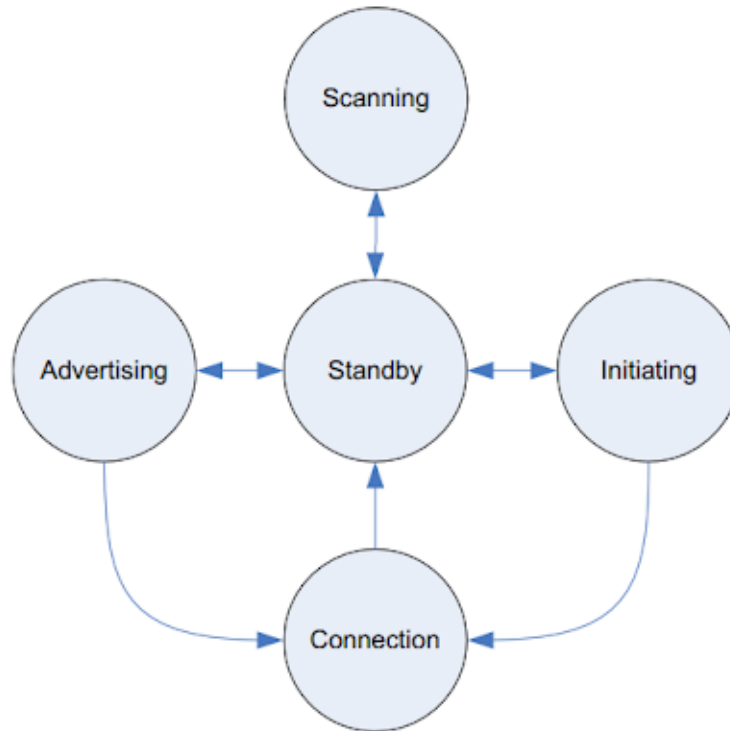 Scanning
Advertising
Standby
Initiating
Connection